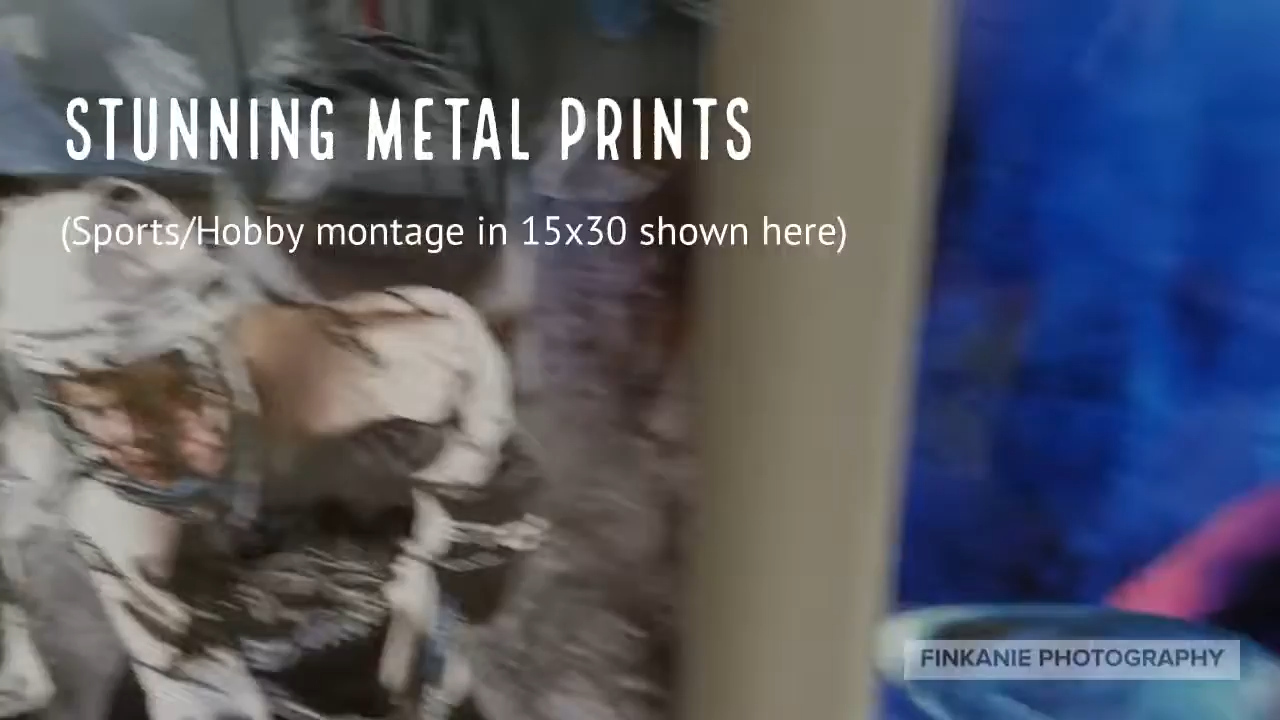 STUNNING METAL PRINTS
(Sports/Hobby montage in 15x30 shown here)
FINKANIE PHOTOGRAPHY